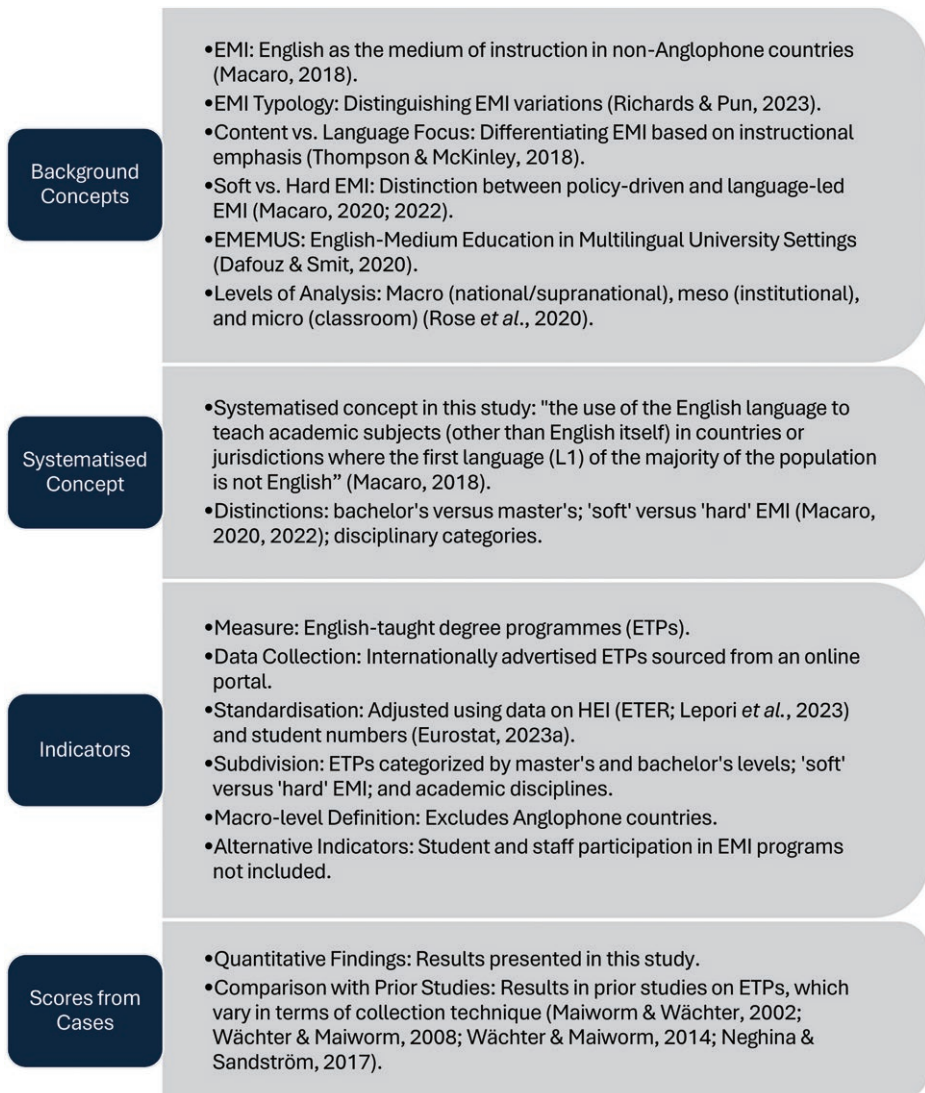 Background
Concepts
•EMI: English as the medium of instruction in non-Anglophone countries
(Macaro, 2018).
•EMI Typology: Distinguishing EMI variations (Richards & Pun, 2023).
•Content vs. Language Focus: Differentiating EMI based on instructional
emphasis (Thompson & McKinley, 2018).
•Soft vs. Hard EMI: Distinction between policy-driven and language-led
EMI (Macaro, 2020; 2022).
•EMEMUS: English-Medium Education in Multilingual University Settings
(Dafouz & Smit, 2020).
•Levels of Analysis: Macro (national/supranational), meso (institutional),
and micro (classroom) (Rose et al., 2020).
Systematised
Concept
•Systematised concept in this study: "the use of the English language to
teach academic subjects (other than English itself) in countries or
jurisdictions where the first language (L1) of the majority of the population
is not English” (Macaro, 2018).
•Distinctions: bachelor's versus master's; 'soft' versus 'hard' EMI (Macaro,
2020, 2022); disciplinary categories.
Indicators
•Measure: English-taught degree programmes (ETPs).
•Data Collection: Internationally advertised ETPs sourced from an online
portal.
•Standardisation: Adjusted using data on HEI (ETER; Lepori et al., 2023)
and student numbers (Eurostat, 2023a).
•Subdivision: ETPs categorized by master's and bachelor's levels; 'soft'
versus 'hard' EMI; and academic disciplines.
•Macro-level Definition: Excludes Anglophone countries.
•Alternative Indicators: Student and staff participation in EMI programs
not included.
Scores from
Cases
•Quantitative Findings: Results presented in this study.
•Comparison with Prior Studies: Results in prior studies on ETPs, which
vary in terms of collection technique (Maiworm & Wächter, 2002;
Wächter & Maiworm, 2008; Wächter & Maiworm, 2014; Neghina &
Sandström, 2017).